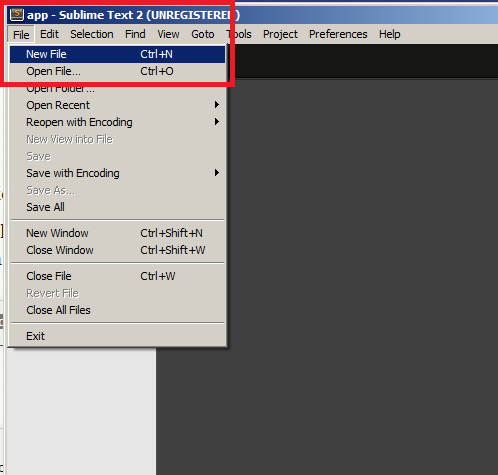 app - Sublime Text 2 (UNREGISTERED)
File Edit Selection Find View Goto Tools Project Preferences Help
New File Ctrl+N
Open File... Ctrl+O
Open Folder...
Open Recent
Reopen with Encoding
New View into File
Save
Save with Encoding
Save As...
Save All
New Window Ctrl+Shift+N
Close Window Ctrl+Shift+W
Close File Ctrl+W
Revert File
Close All Files
Exit